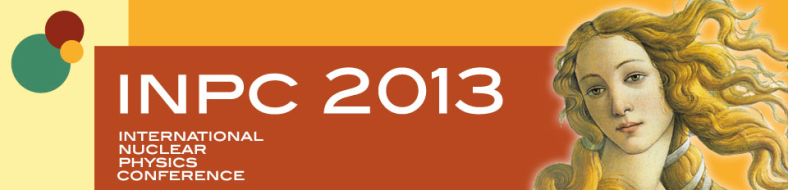 INPC 2013
INTERNATIONAL
NUCLEAR
PHYSICS
CONFERENCE